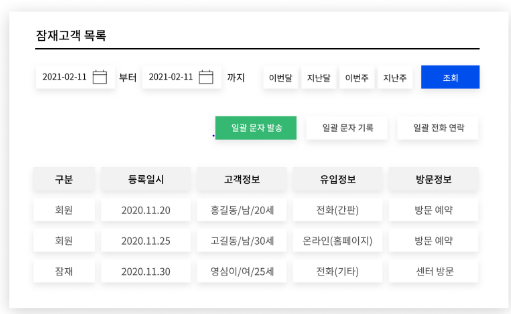 잠재고객 목록
2021-02-11 부터 2021-02-11 까지 이번달 지난달 이번주 지난주 조회
일괄 문자 발송 일괄 문자 기록 일괄 전화 연락
구분 등록일시 고객정보 유입정보 방문정보
회원 2020.11.20 홍길동/남/20세 전화(간판) 방문 예약
회원 2020.11.25 고길동/남/30세 온라인(홈페이지) 방문 예약
잠재 2020.11.30 영심이/여/25세 전화(기타) 센터 방문